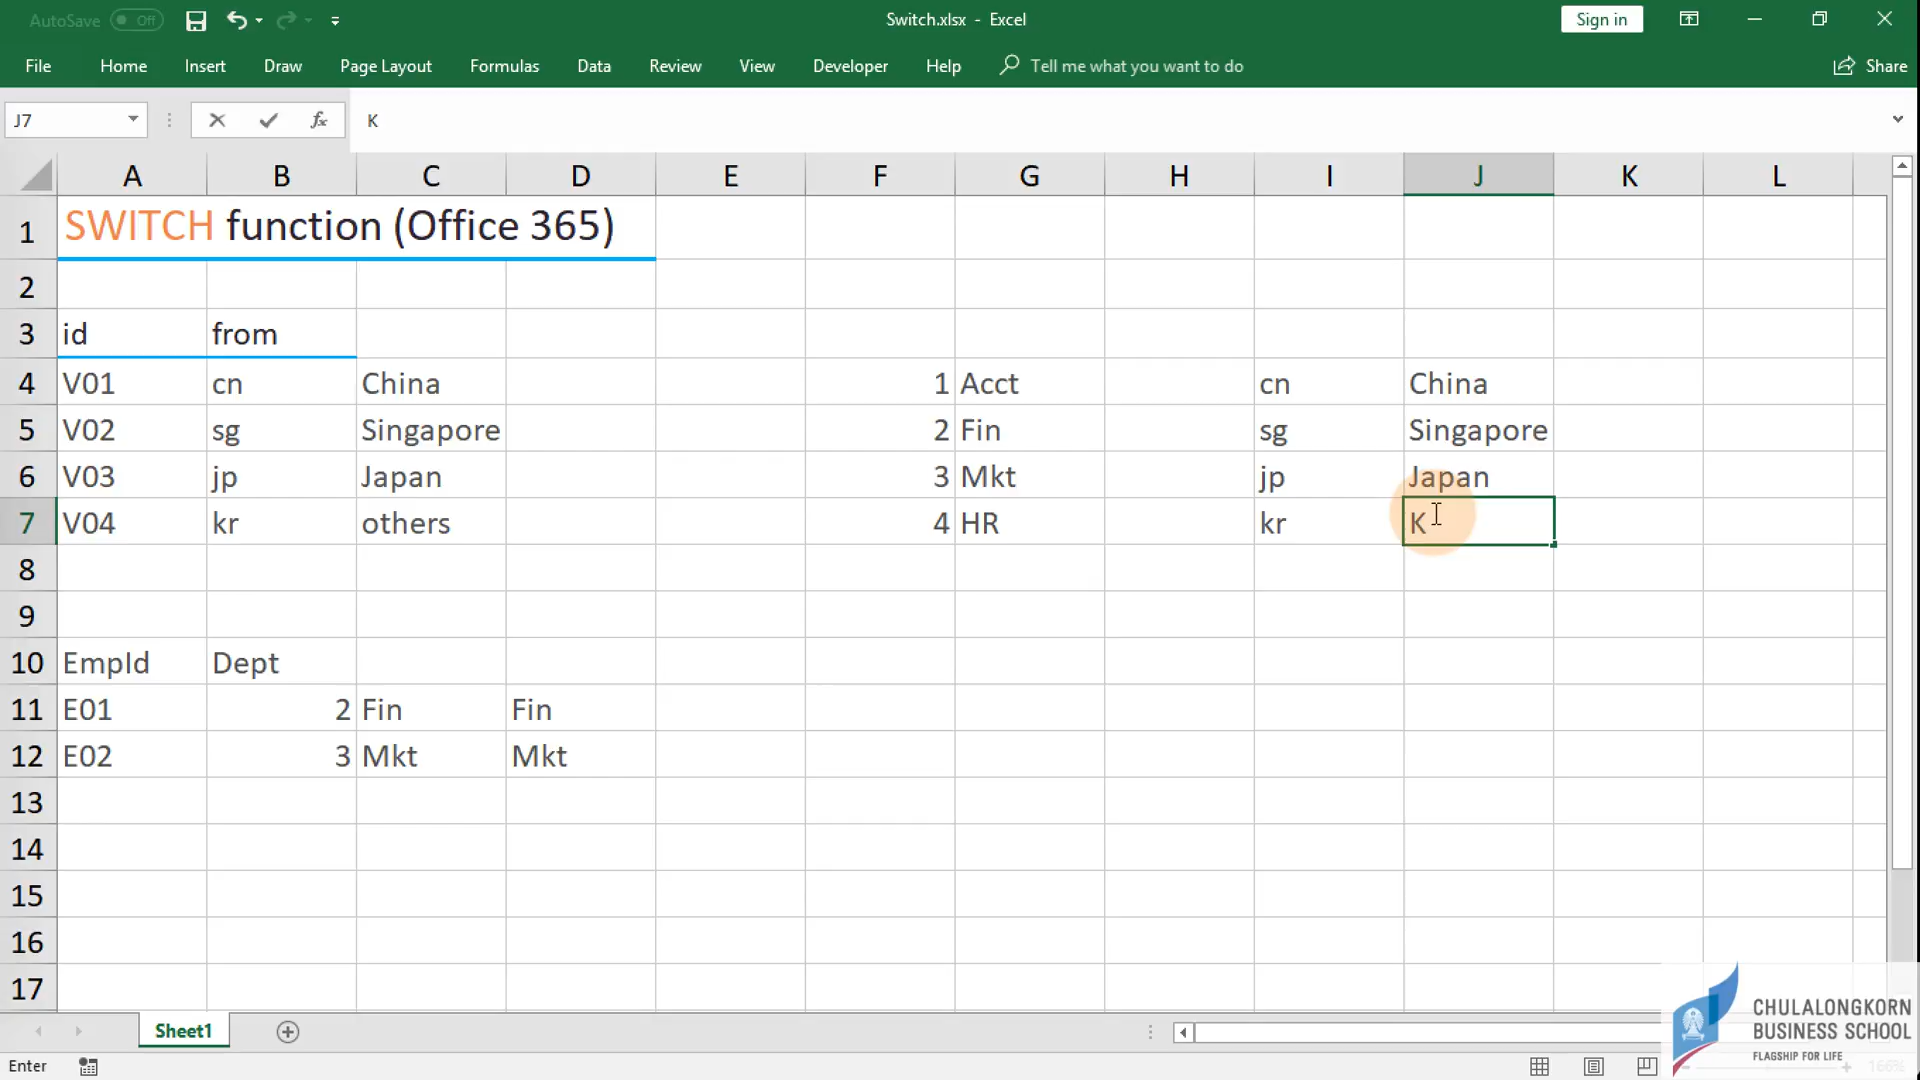 AutoSave Off
Switch.xlsx - Excel
Sign in
File Home Insert Draw Page Layout Formulas Data Review View Developer Help Tell me what you want to do Share
J7 fx K
A B C D E F G H I J K L
1 SWITCH function (Office 365)
2
3 id from
4 V01 cn China 1 Acct cn China
5 V02 sg Singapore 2 Fin sg Singapore
6 V03 jp Japan 3 Mkt jp Japan
7 V04 kr others 4 HR kr K
8
9
10 EmpId Dept
11 E01 2 Fin Fin
12 E02 3 Mkt Mkt
13
14
15
16
17
Sheet1
CHULALONGKORN
BUSINESS SCHOOL
FLAGSHIP FOR LIFE
Enter
166%